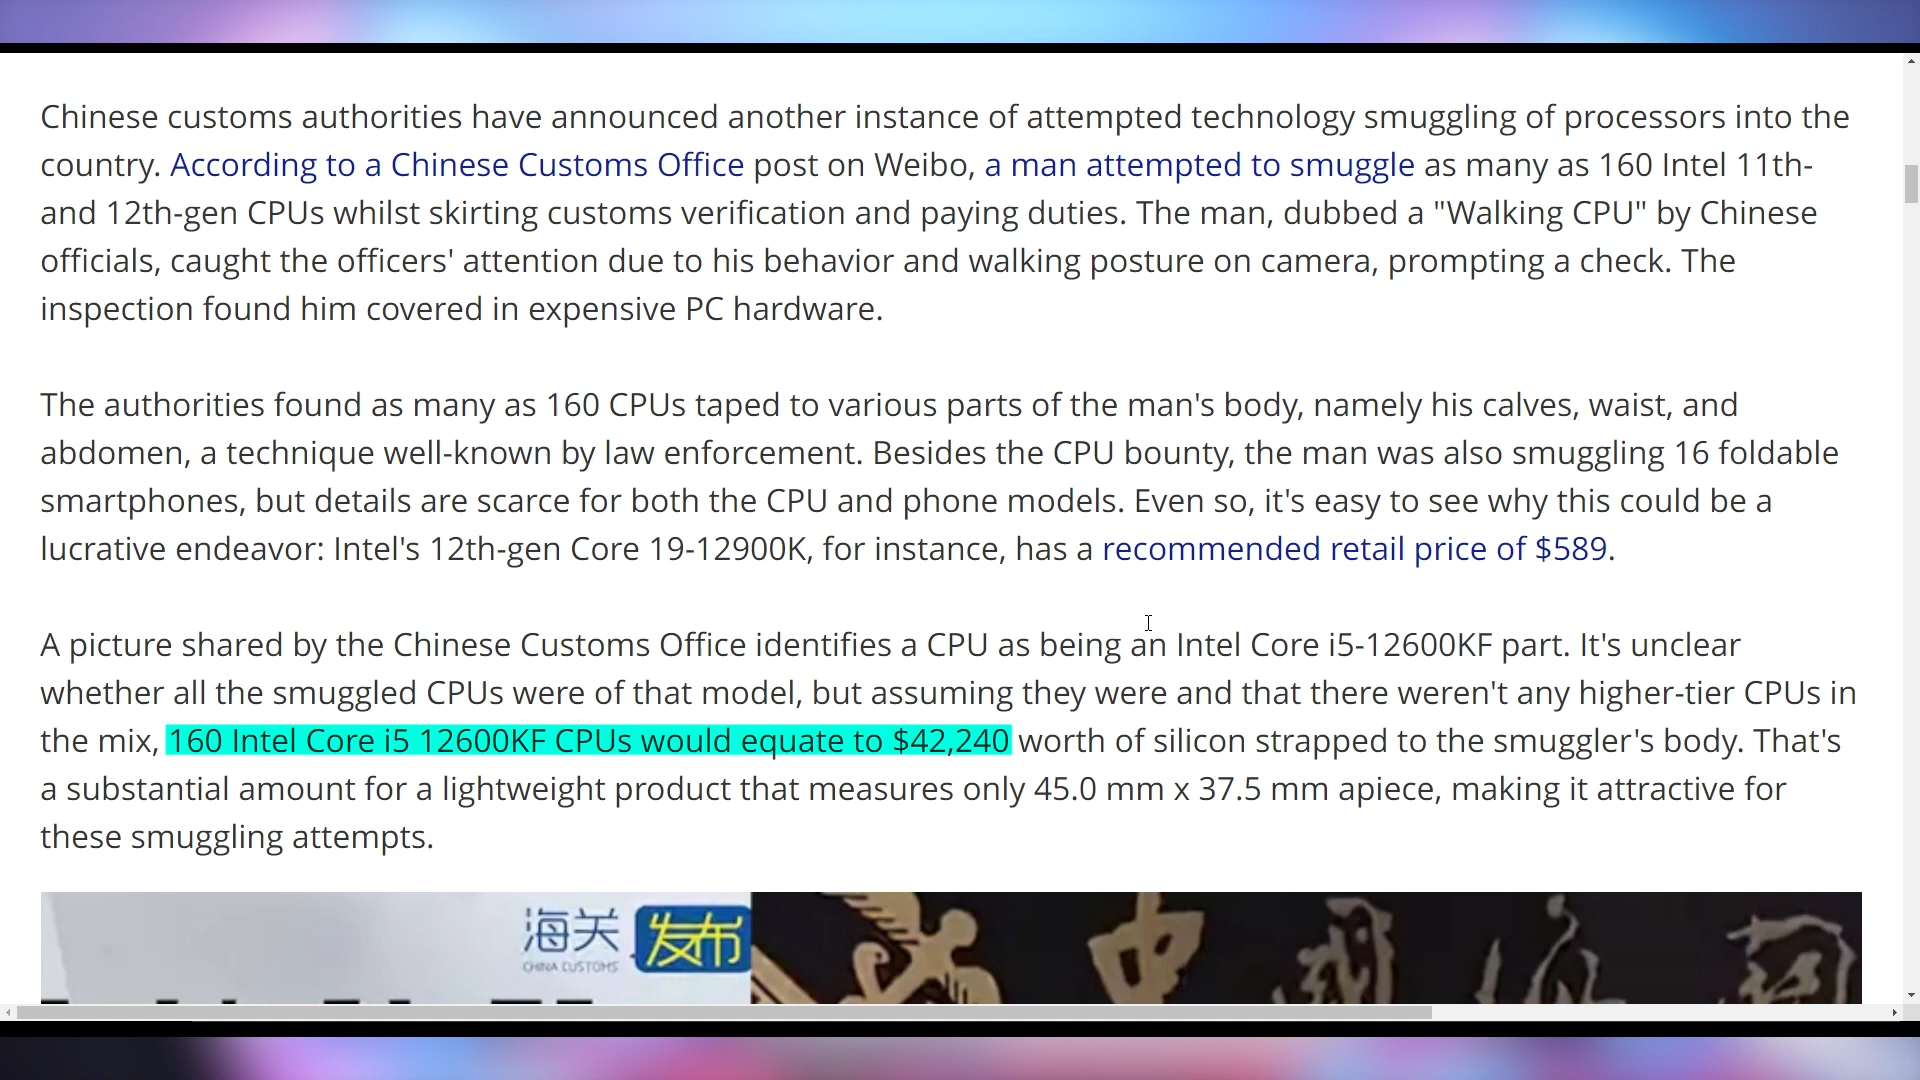 Chinese customs authorities have announced another instance of attempted technology smuggling of processors into the
country. According to a Chinese Customs Office post on Weibo, a man attempted to smuggle as many as 160 Intel 11th-
and 12th-gen CPUs whilst skirting customs verification and paying duties. The man, dubbed a "Walking CPU" by Chinese
officials, caught the officers' attention due to his behavior and walking posture on camera, prompting a check. The
inspection found him covered in expensive PC hardware.
The authorities found as many as 160 CPUs taped to various parts of the man's body, namely his calves, waist, and
abdomen, a technique well-known by law enforcement. Besides the CPU bounty, the man was also smuggling 16 foldable
smartphones, but details are scarce for both the CPU and phone models. Even so, it's easy to see why this could be a
lucrative endeavor: Intel's 12th-gen Core 19-12900K, for instance, has a recommended retail price of $589.
A picture shared by the Chinese Customs Office identifies a CPU as being an Intel Core i5-12600KF part. It's unclear
whether all the smuggled CPUs were of that model, but assuming they were and that there weren't any higher-tier CPUs in
the mix, 160 Intel Core i5 12600KF CPUs would equate to $42,240 worth of silicon strapped to the smuggler's body. That's
a substantial amount for a lightweight product that measures only 45.0 mm x 37.5 mm apiece, making it attractive for
these smuggling attempts.
海关 发布
CHINA CUSTOMS